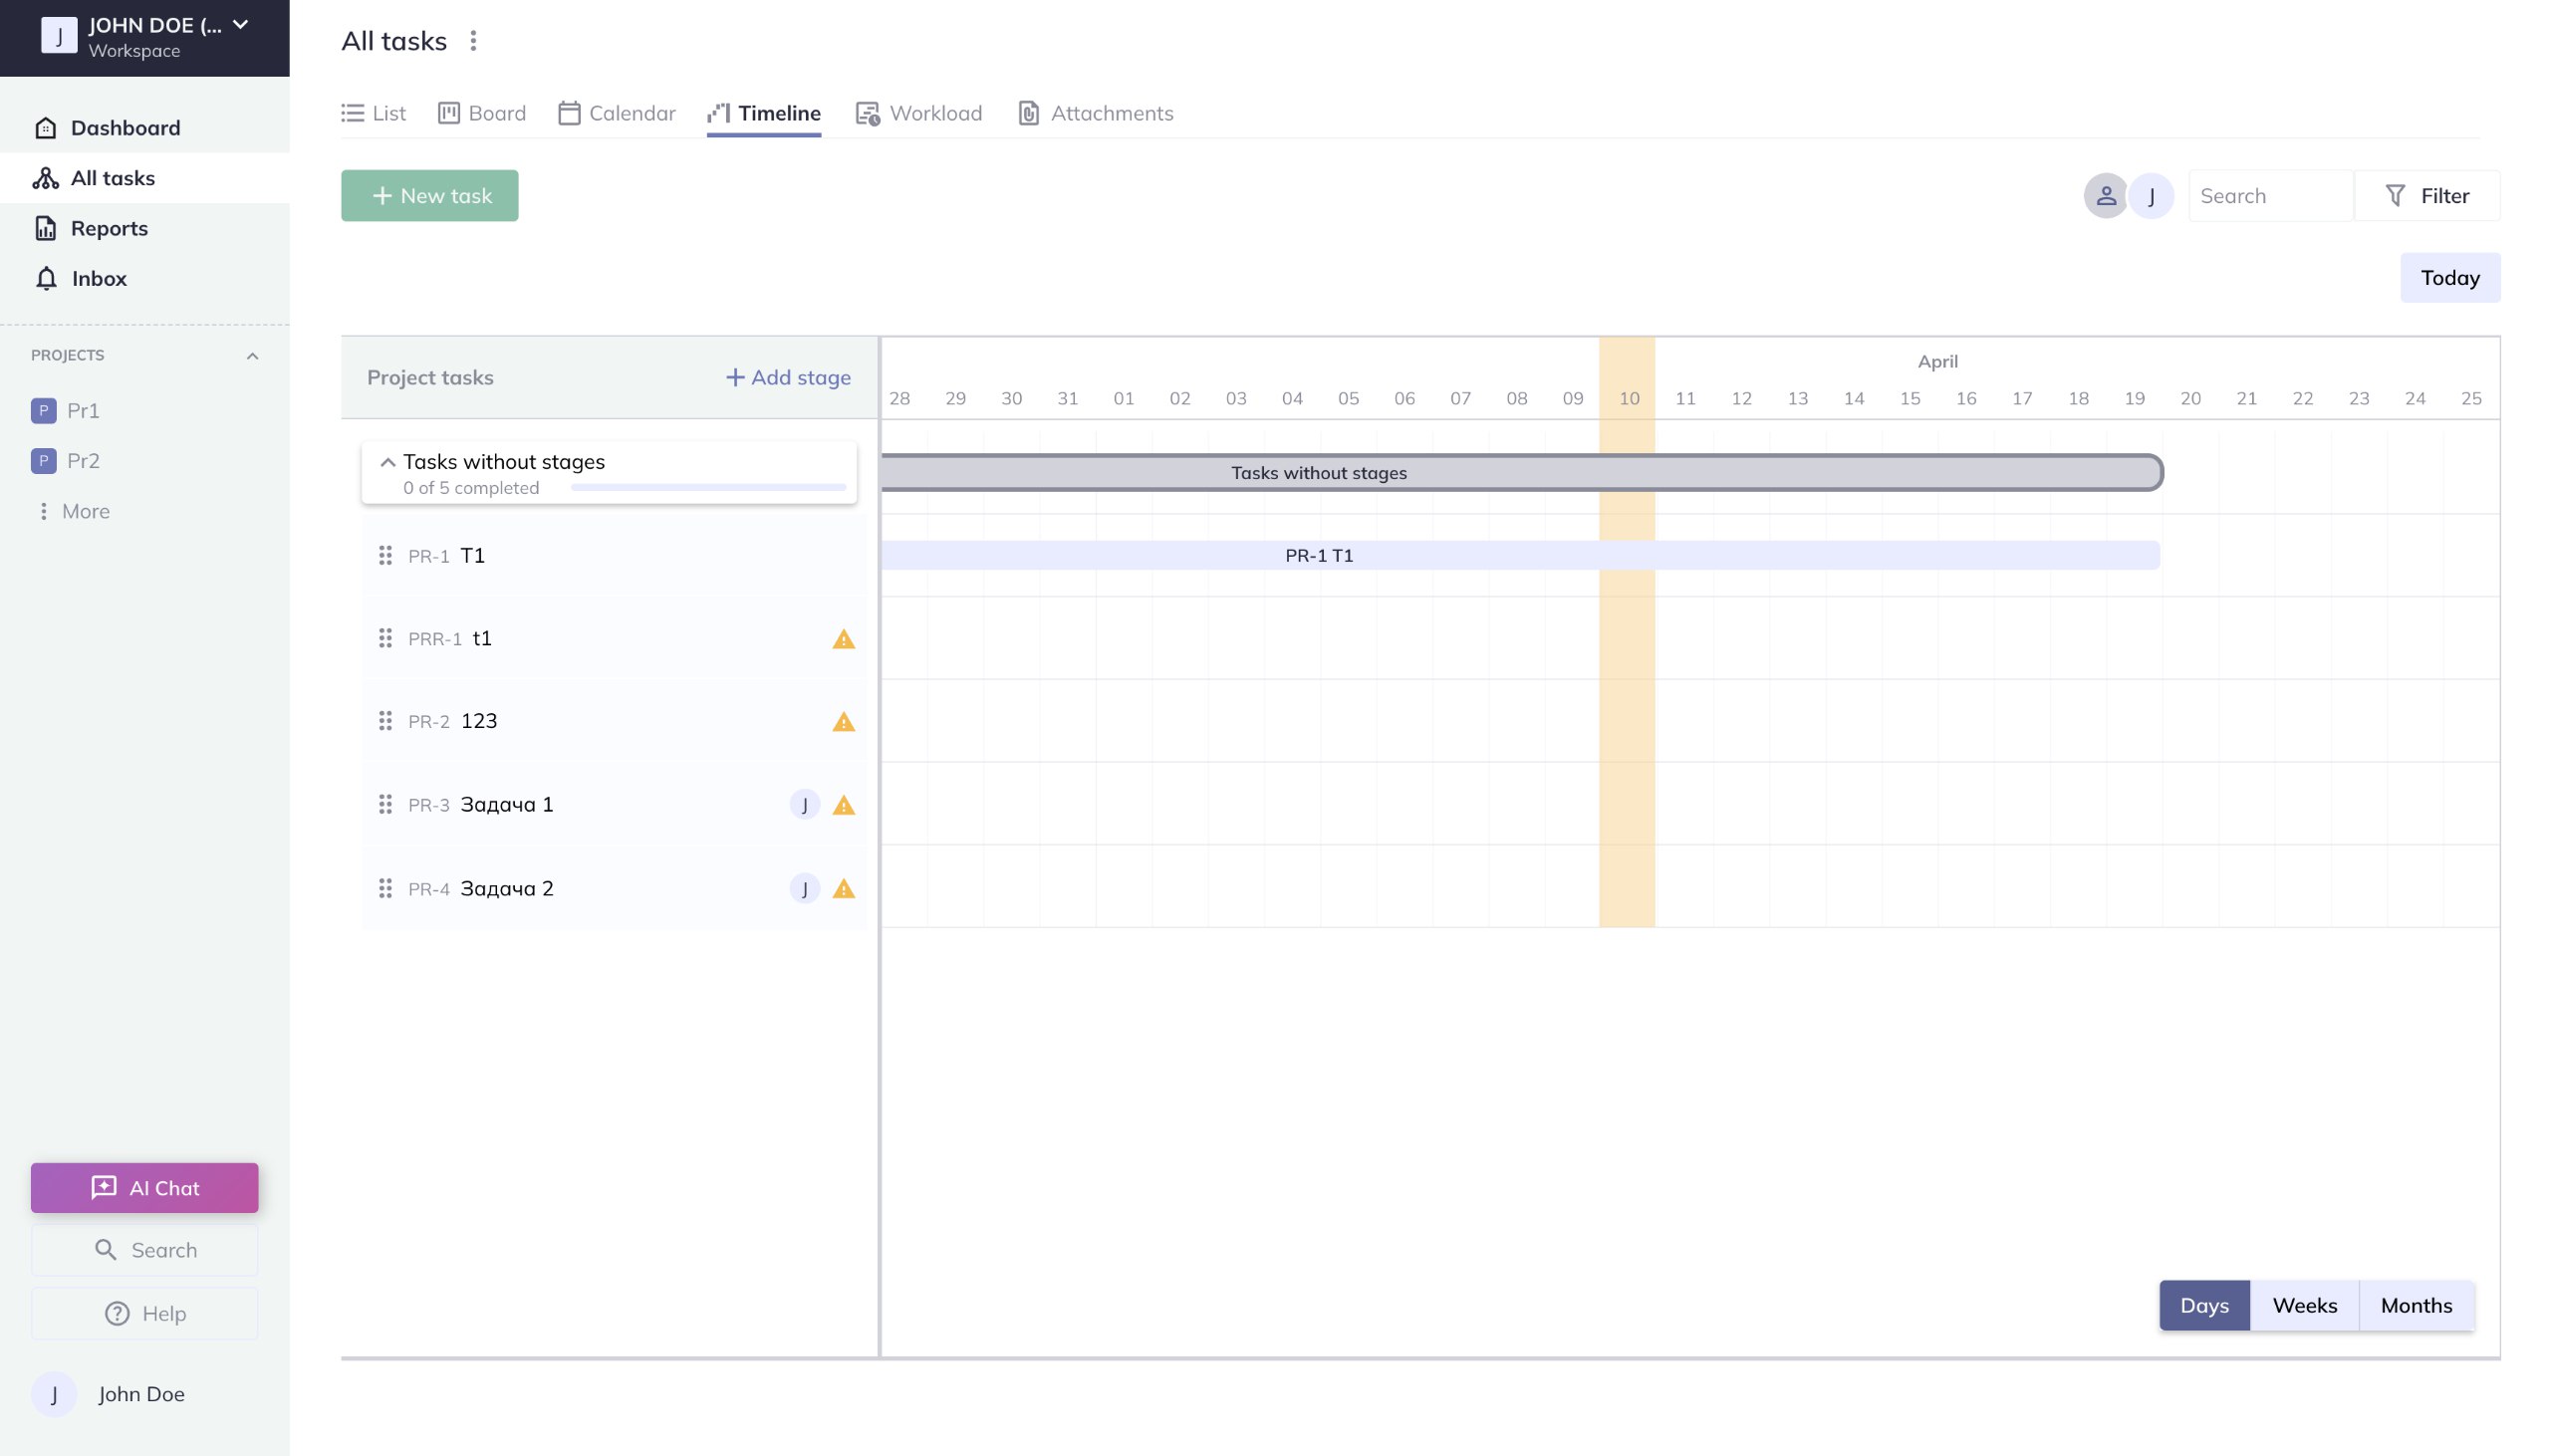 J
JOHN DOE (...
Workspace
Dashboard
All tasks
Reports
Inbox
PROJECTS
P Pr1
P Pr2
More
AI Chat
Search
Help
J John Doe
All tasks
List Board Calendar Timeline Workload Attachments
+ New task
J Search Filter
Today
Project tasks + Add stage
April
28 29 30 31 01 02 03 04 05 06 07 08 09 10 11 12 13 14 15 16 17 18 19 20 21 22 23 24 25
Tasks without stages
0 of 5 completed
Tasks without stages
PR-1 T1
PR-1 T1
PRR-1 t1
PR-2 123
PR-3 Задача 1 J
PR-4 Задача 2 J
Days Weeks Months